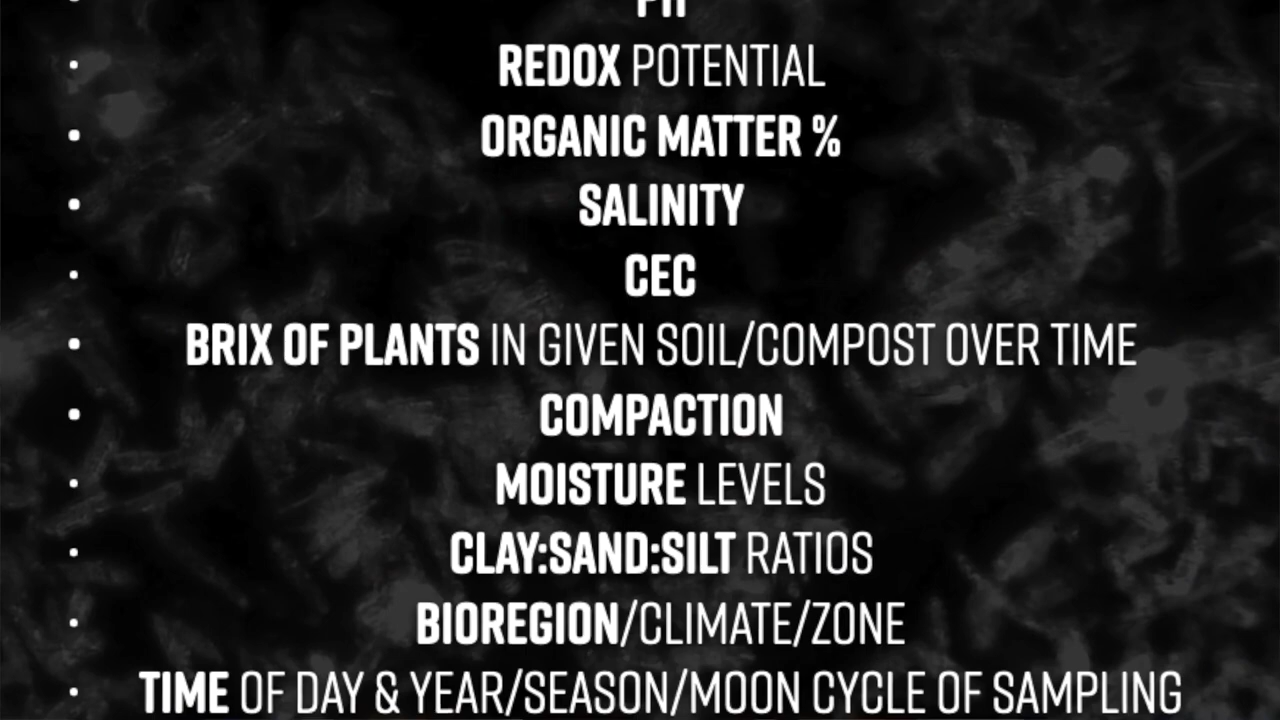 • REDOX POTENTIAL
• ORGANIC MATTER %
• SALINITY
• CEC
• BRIX OF PLANTS IN GIVEN SOIL/COMPOST OVER TIME
• COMPACTION
• MOISTURE LEVELS
• CLAY:SAND:SILT RATIOS
• BIOREGION/CLIMATE/ZONE
• TIME OF DAY & YEAR/SEASON/MOON CYCLE OF SAMPLING